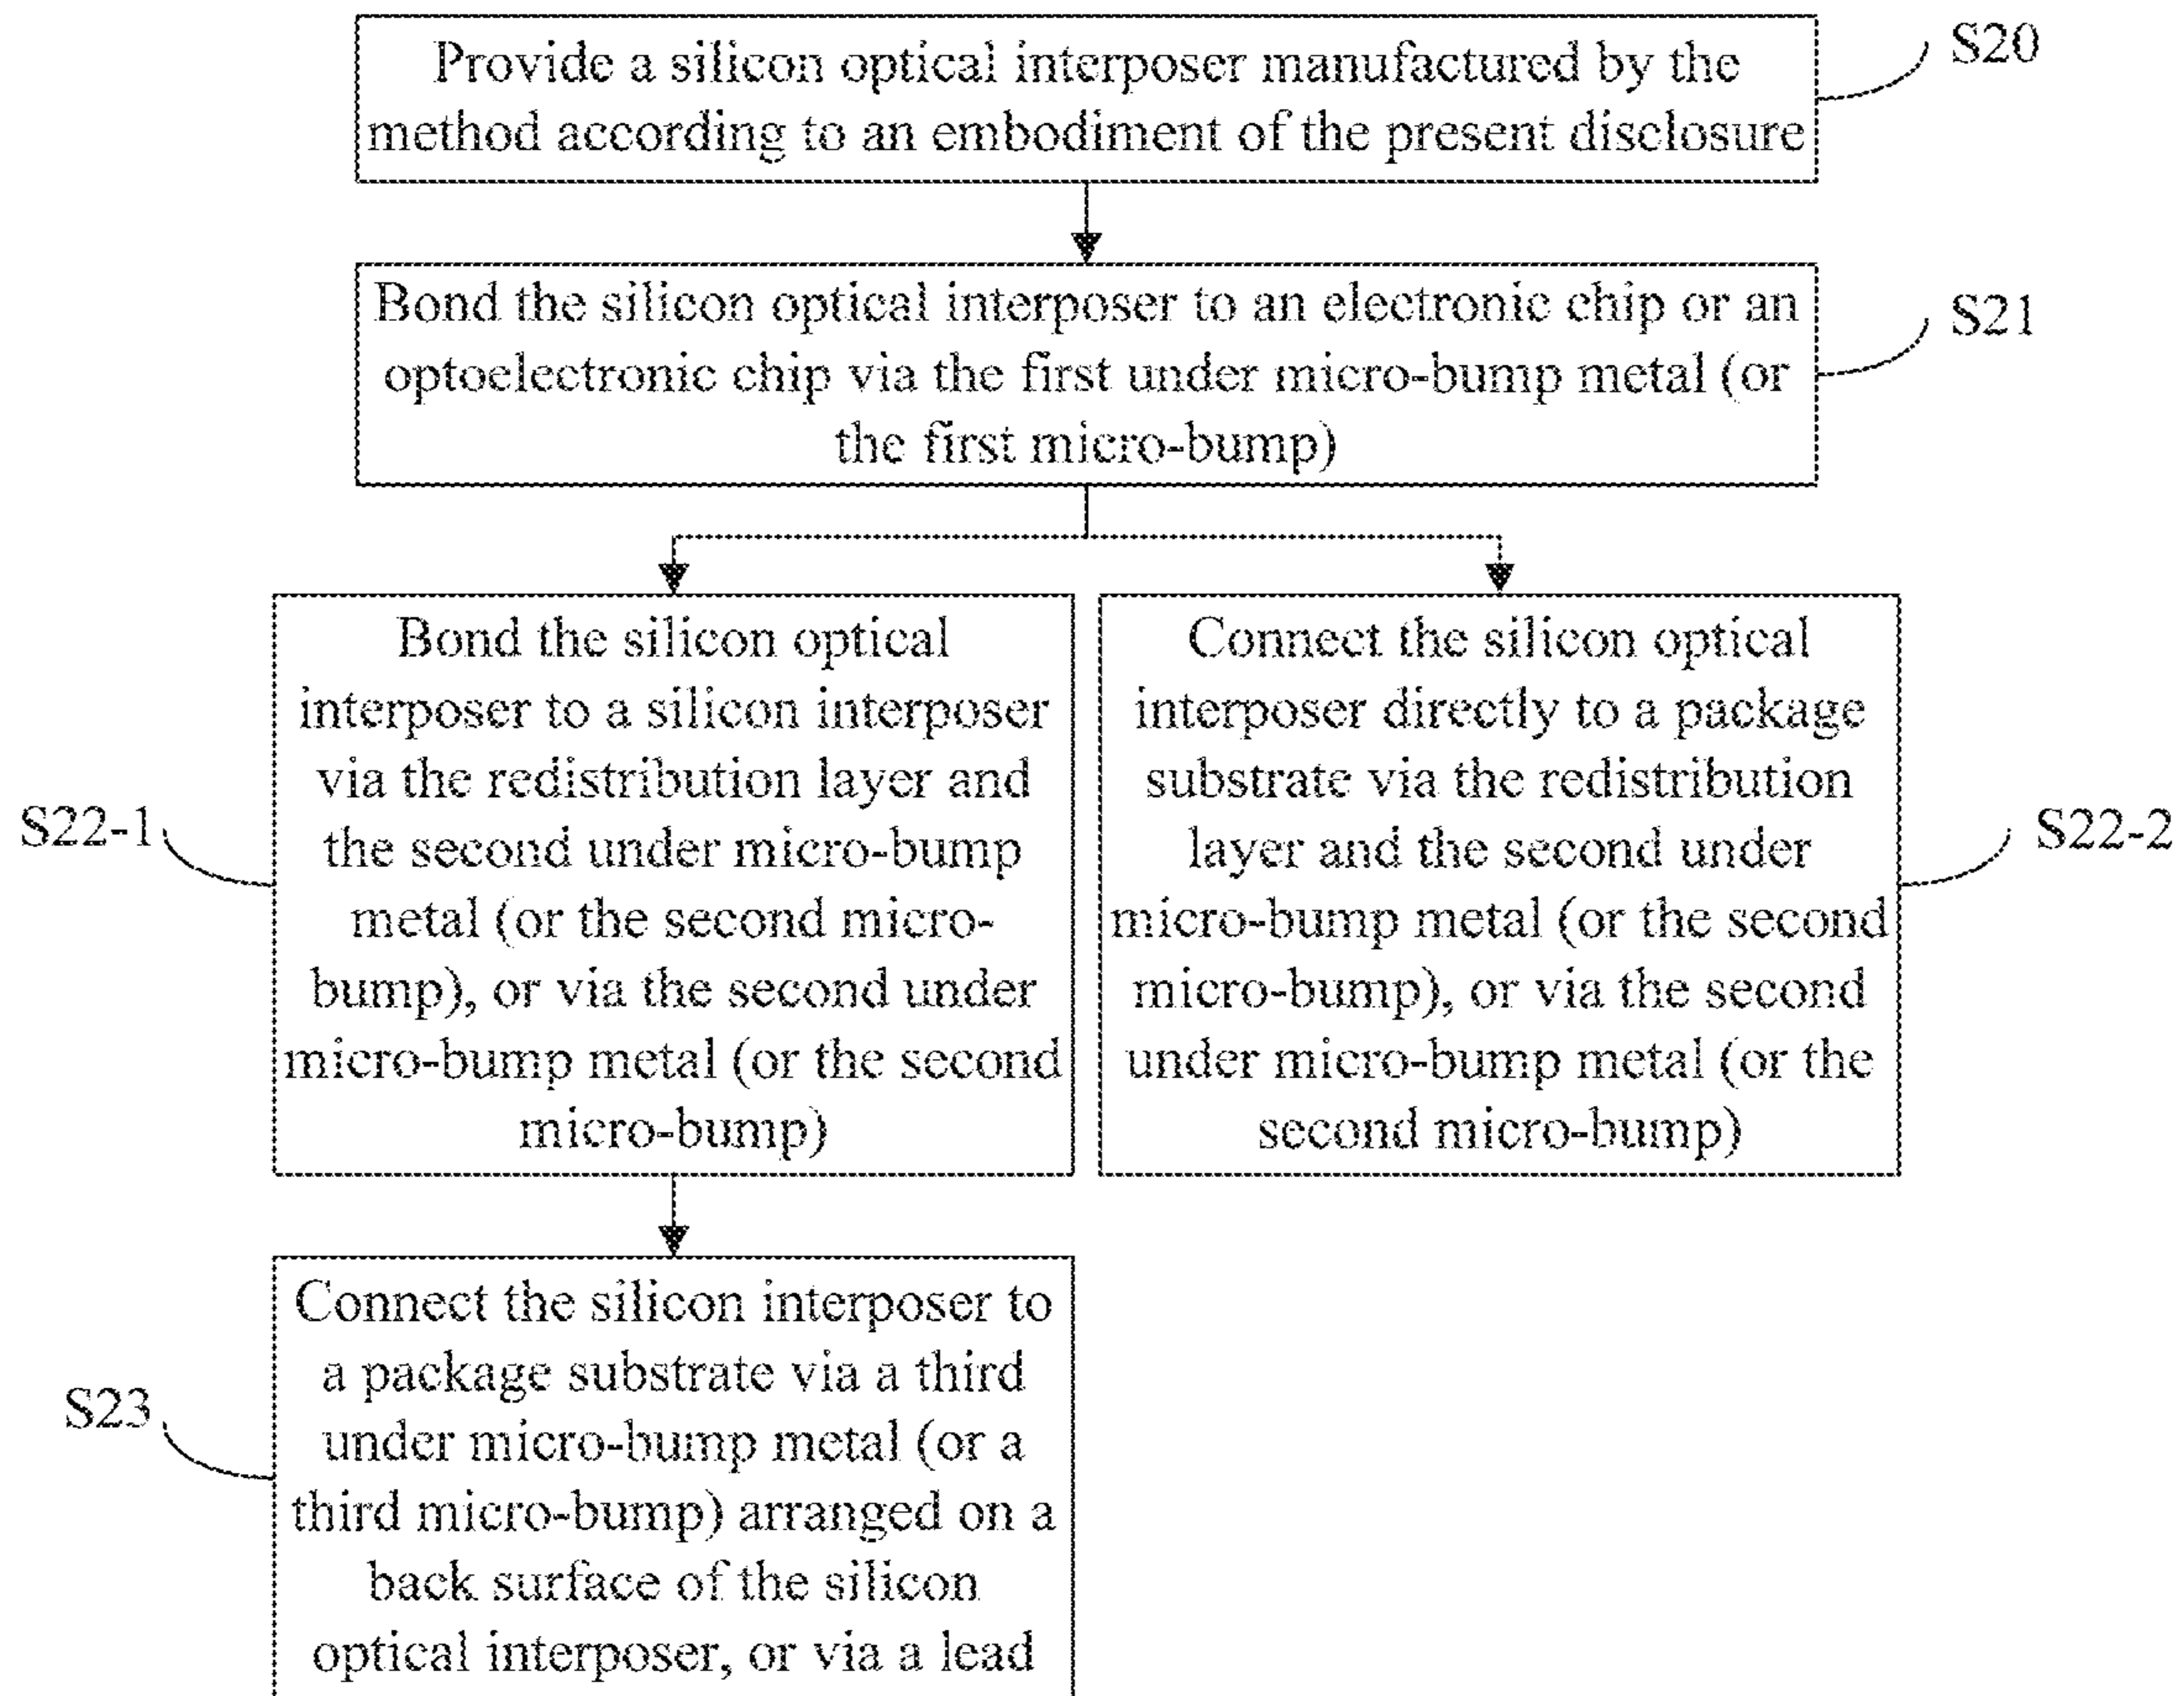 Provide a silicon optical interposer manufactured by the
method according to an embodiment of the present disclosure
S20
Bond the silicon optical interposer to an electronic chip or an
optoelectronic chip via the first under micro-bump metal (or
the first micro-bump)
S21
Bond the silicon optical
interposer to a silicon interposer
via the redistribution layer and
the second under micro-bump
metal (or the second micro-
bump), or via the second under
micro-bump metal (or the second
micro-bump)
S22-1
Connect the silicon optical
interposer directly to a package
substrate via the redistribution
layer and the second under
micro-bump metal (or the second
micro-bump), or via the second
under micro-bump metal (or the
second micro-bump)
S22-2
Connect the silicon interposer to
a package substrate via a third
under micro-bump metal (or a
third micro-bump) arranged on a
back surface of the silicon
optical interposer, or via a lead
S23